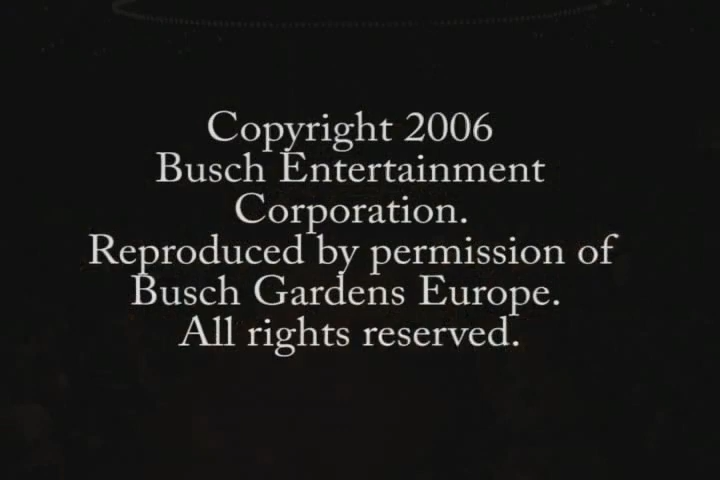 Copyright 2006
Busch Entertainment
Corporation.
Reproduced by permission of
Busch Gardens Europe.
All rights reserved.